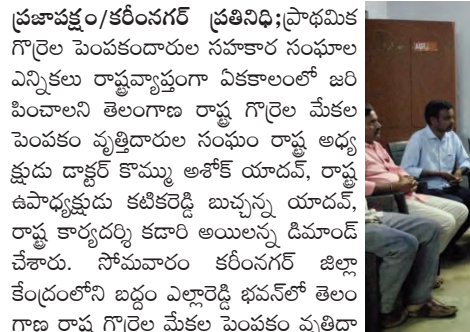 ప్రజాపక్షం/కరీంనగర్ ప్రతినిధి;ప్రాథమిక
గొర్రెల పెంపకందారుల సహకార సంఘాల
ఎన్నికలు రాష్ట్రవ్యాప్తంగా ఏకకాలంలో జరి
పించాలని తెలంగాణ రాష్ట్ర గొర్రెల మేకల
పెంపకం వృత్తిదారుల సంఘం రాష్ట్ర అధ్య
క్షుడు డాక్టర్ కొమ్ము అశోక్ యాదవ్, రాష్ట్ర
ఉపాధ్యక్షుడు కటికరెడ్డి బుచ్చన్న యాదవ్,
రాష్ట్ర కార్యదర్శి కడారి అయిలన్న డిమాండ్
చేశారు. సోమవారం కరీంనగర్ జిల్లా
కేంద్రంలోని బద్దం ఎల్లారెడ్డి భవన్‌లో తెలం
గాణ రాష్ట్ర గొర్రెల మేకల పెంపకం వృత్తిదా